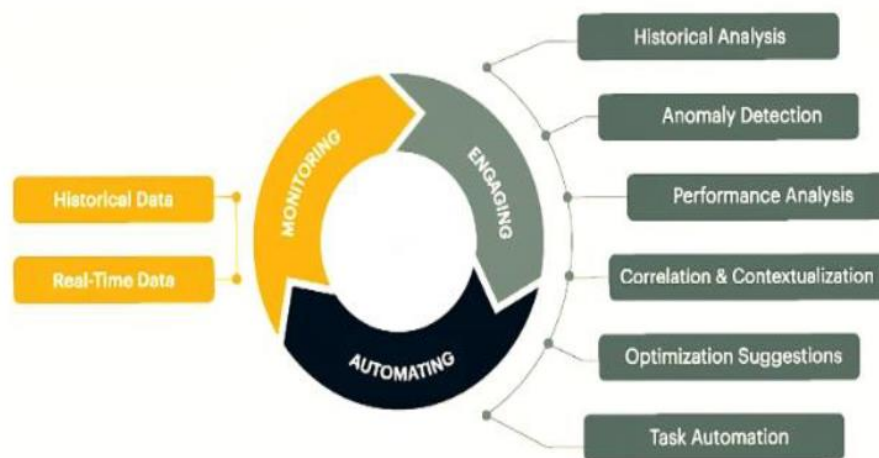 Historical Data
Real-Time Data
MONITORING
ENGAGING
AUTOMATING
Historical Analysis
Anomaly Detection
Performance Analysis
Correlation & Contextualization
Optimization Suggestions
Task Automation